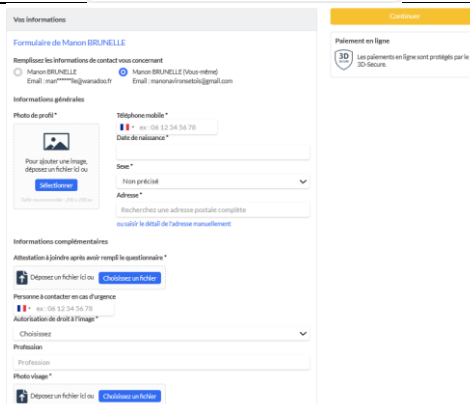 Vos informations
Continuer
Formulaire de Manon BRUNELLE
Paiement en ligne
3D
Les paiements en ligne sont protégés par le
3D-Secure.
Remplissez les informations de contact vous concernant
Manon BRUNELLE
Email : man******lle@wanadoo.fr
Manon BRUNELLE (Vous-même)
Email : manonavironsetois@gmail.com
Informations générales
Photo de profil *
Pour ajouter une image,
déposez un fichier ici ou
Sélectionner
Téléphone mobile *
ex : 06 12 34 56 78
Date de naissance *
Sexe *
Non précisé
Adresse *
Recherchez une adresse postale complète
ou saisir le détail de l'adresse manuellement
Informations complémentaires
Attestation à joindre après avoir rempli le questionnaire *
Déposez un fichier ici ou
Choisissez un fichier
Personne à contacter en cas d'urgence
ex : 06 12 34 56 78
Autorisation de droit à l'image *
Choisissez
Profession
Profession
Photo visage *
Déposez un fichier ici ou
Choisissez un fichier